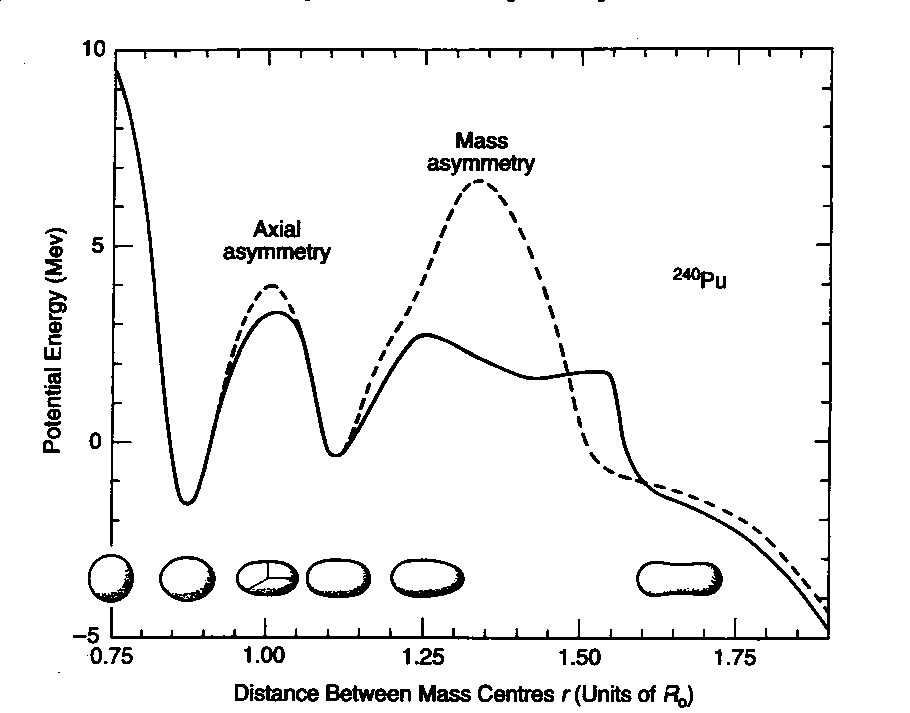 10
Mass
asymmetry
Axial
asymmetry
5
²⁴⁰Pu
Potential Energy (Mev)
0
−5
0.75 1.00 1.25 1.50 1.75
Distance Between Mass Centres r (Units of R₀)